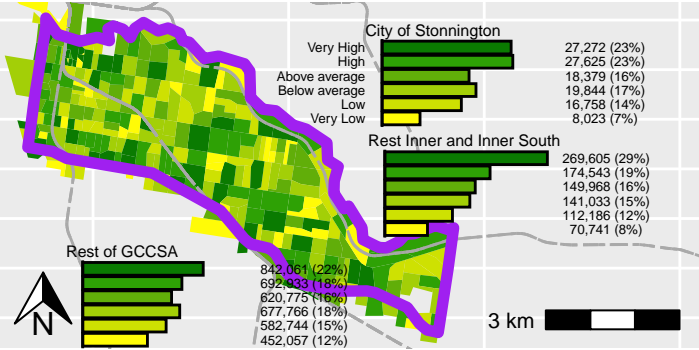 City of Stonnington
Very High 27,272 (23%)
High 27,625 (23%)
Above average 18,379 (16%)
Below average 19,844 (17%)
Low 16,758 (14%)
Very Low 8,023 (7%)
Rest Inner and Inner South
269,605 (29%)
174,543 (19%)
149,968 (16%)
141,033 (15%)
112,186 (12%)
70,741 (8%)
Rest of GCCSA
842,061 (22%)
692,933 (18%)
620,775 (16%)
677,766 (18%)
582,744 (15%)
452,057 (12%)
N
3 km